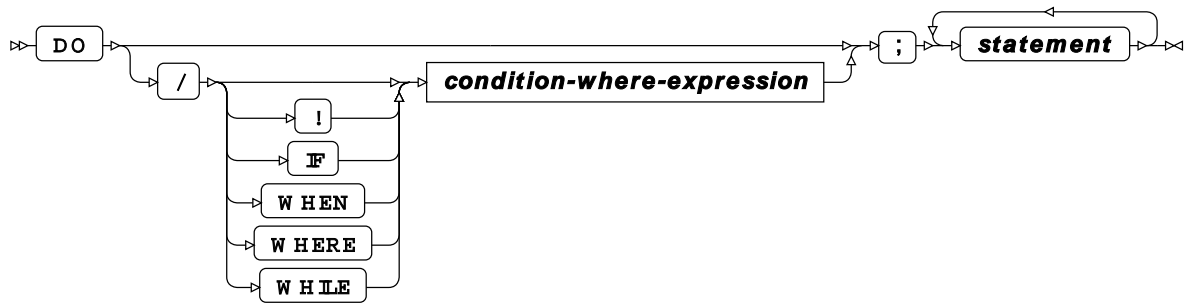 DO ; statement
/ condition-where-expression
!
IF
WHEN
WHERE
WHILE